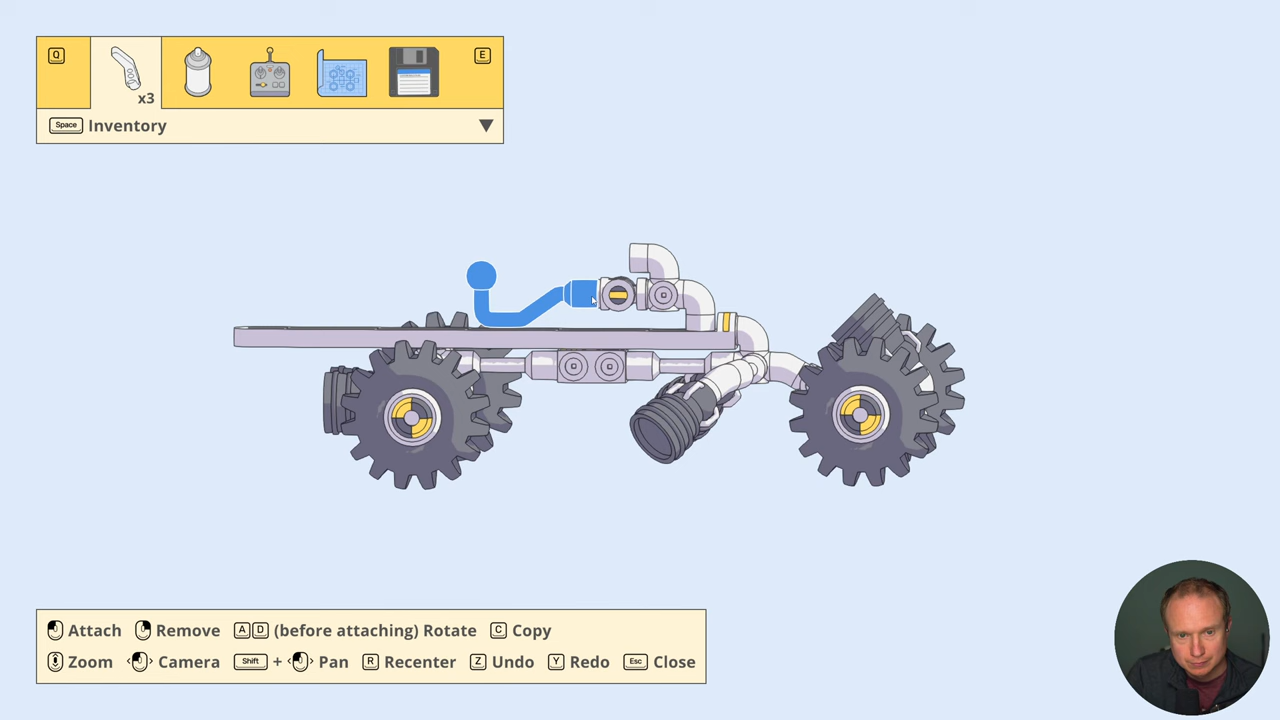 Q
x3
E
Space Inventory
Attach Remove A D (before attaching) Rotate C Copy
Zoom Camera Shift + Pan R Recenter Z Undo Y Redo Esc Close